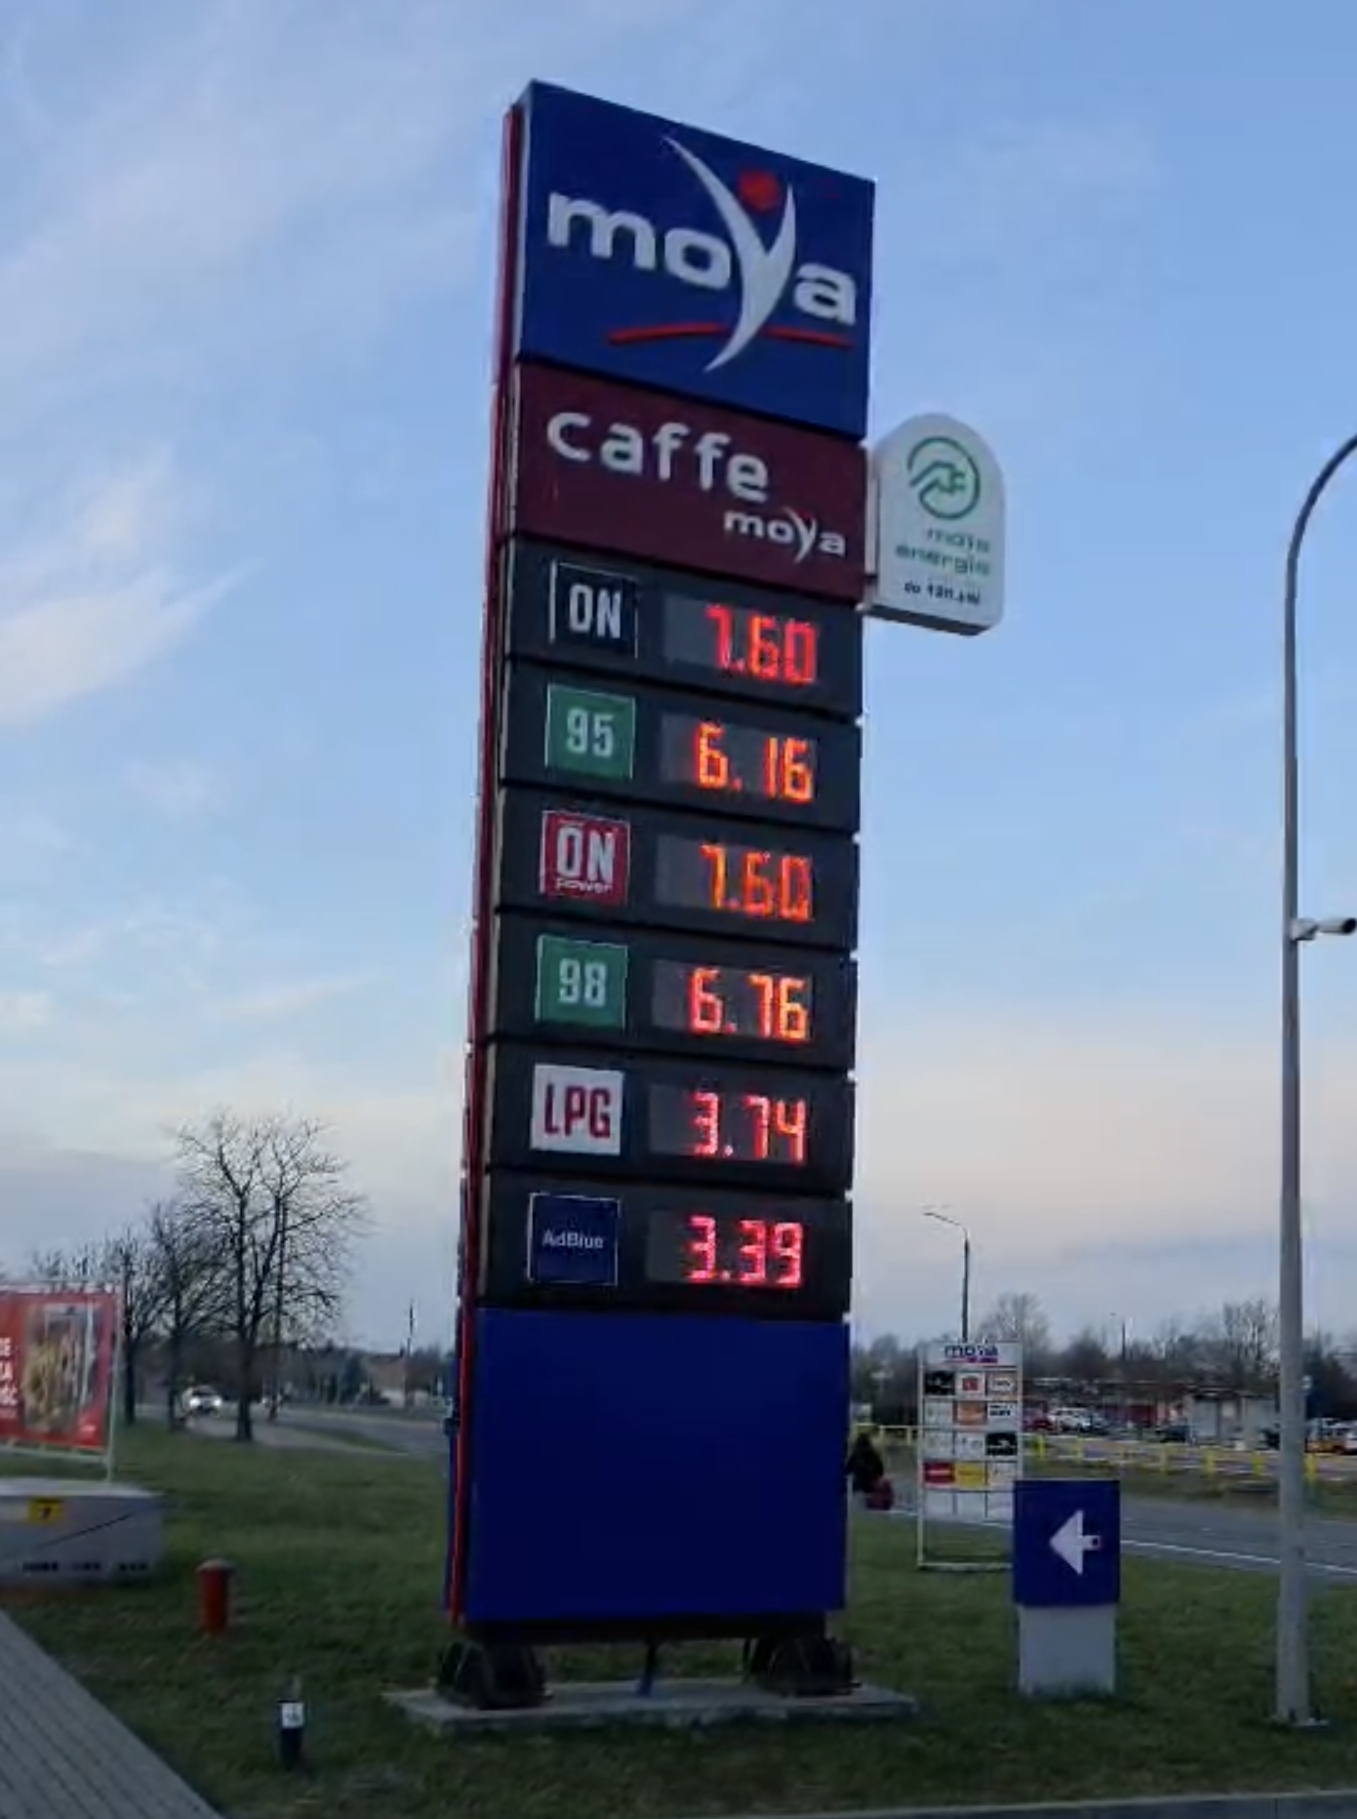 moya
caffe
moya
moja
energia
ON
7.60
95
6.16
ON
power
7.60
98
6.76
LPG
3.74
AdBlue
3.39
moya